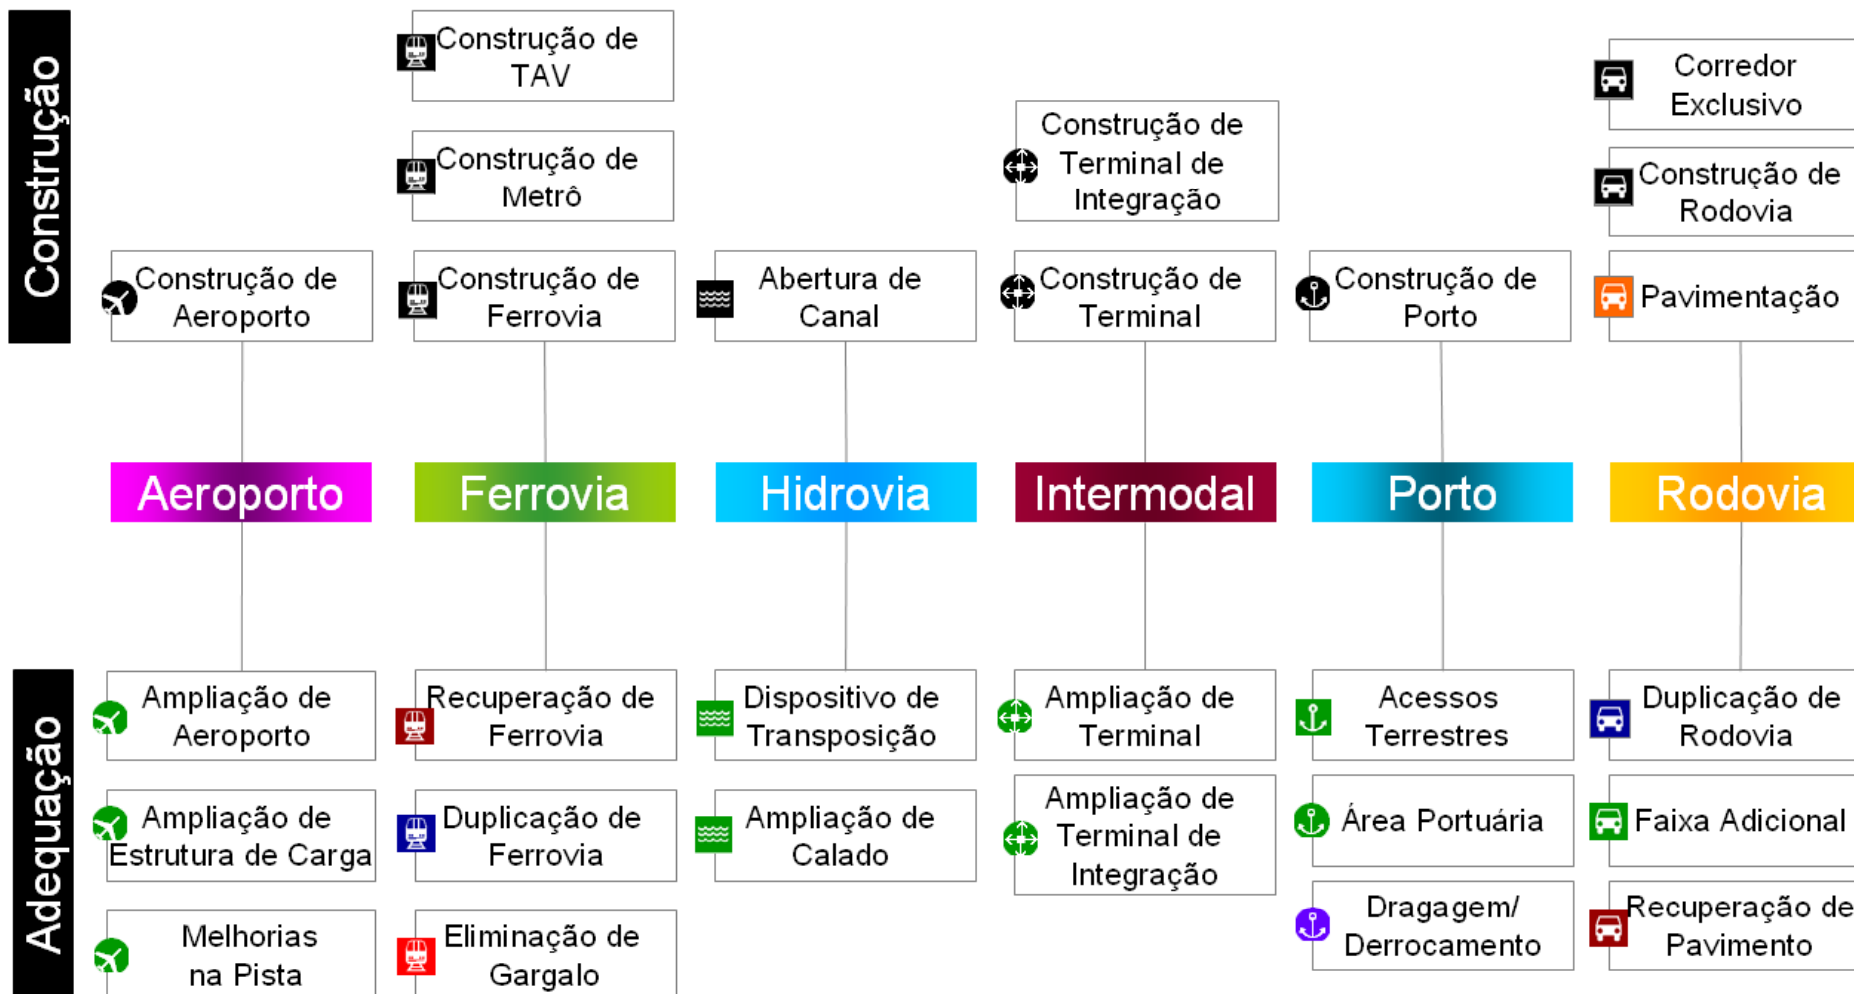 Construção
Construção de
TAV
Construção de
Metrô
Construção de
Terminal de
Integração
Corredor
Exclusivo
Construção de
Rodovia
Construção de
Aeroporto
Construção de
Ferrovia
Abertura de
Canal
Construção de
Terminal
Construção de
Porto
Pavimentação
Aeroporto
Ferrovia
Hidrovia
Intermodal
Porto
Rodovia
Adequação
Ampliação de
Aeroporto
Recuperação de
Ferrovia
Dispositivo de
Transposição
Ampliação de
Terminal
Acessos
Terrestres
Duplicação de
Rodovia
Ampliação de
Estrutura de Carga
Duplicação de
Ferrovia
Ampliação de
Calado
Ampliação de
Terminal de
Integração
Área Portuária
Faixa Adicional
Melhorias
na Pista
Eliminação de
Gargalo
Dragagem/
Derrocamento
Recuperação de
Pavimento